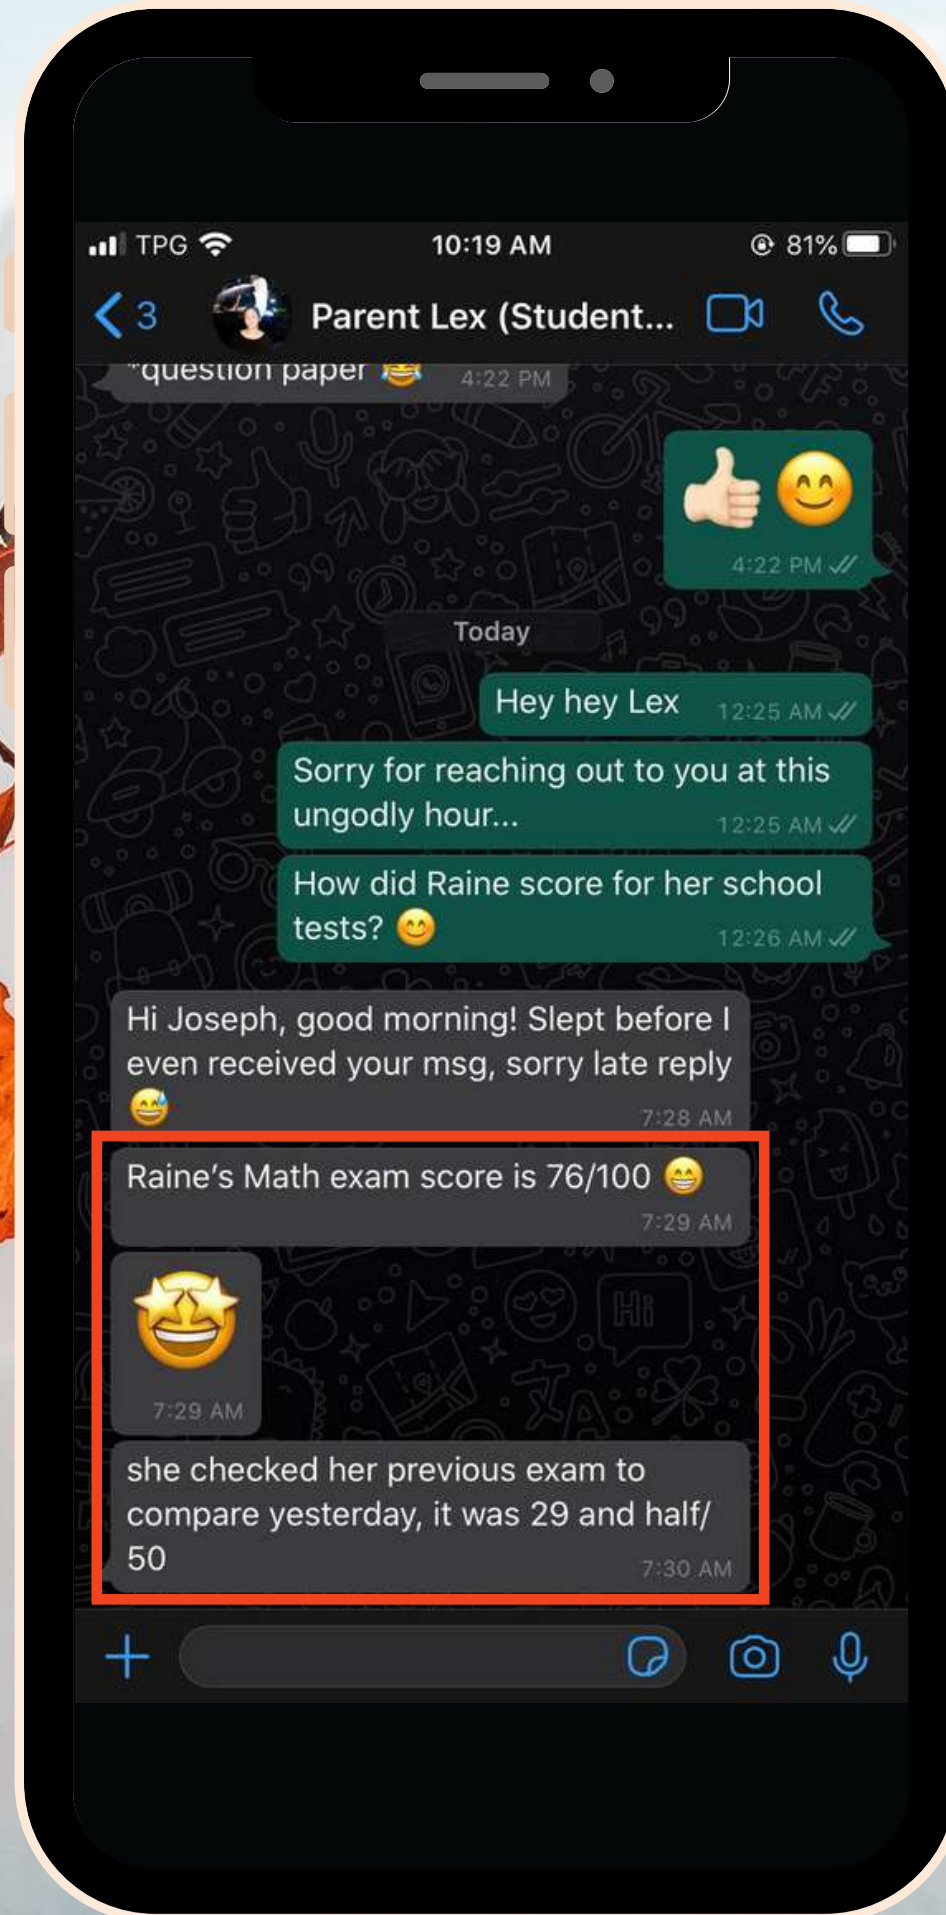 TPG
10:19 AM
81%
3
Parent Lex (Student...
*question paper 😂
4:22 PM
👍🏻😊
4:22 PM
Today
Hey hey Lex
12:25 AM
Sorry for reaching out to you at this
ungodly hour...
12:25 AM
How did Raine score for her school
tests? 😊
12:26 AM
Hi Joseph, good morning! Slept before I
even received your msg, sorry late reply
😅
7:28 AM
Raine's Math exam score is 76/100 😁
7:29 AM
🤩
7:29 AM
Hi
she checked her previous exam to
compare yesterday, it was 29 and half/
50
7:30 AM